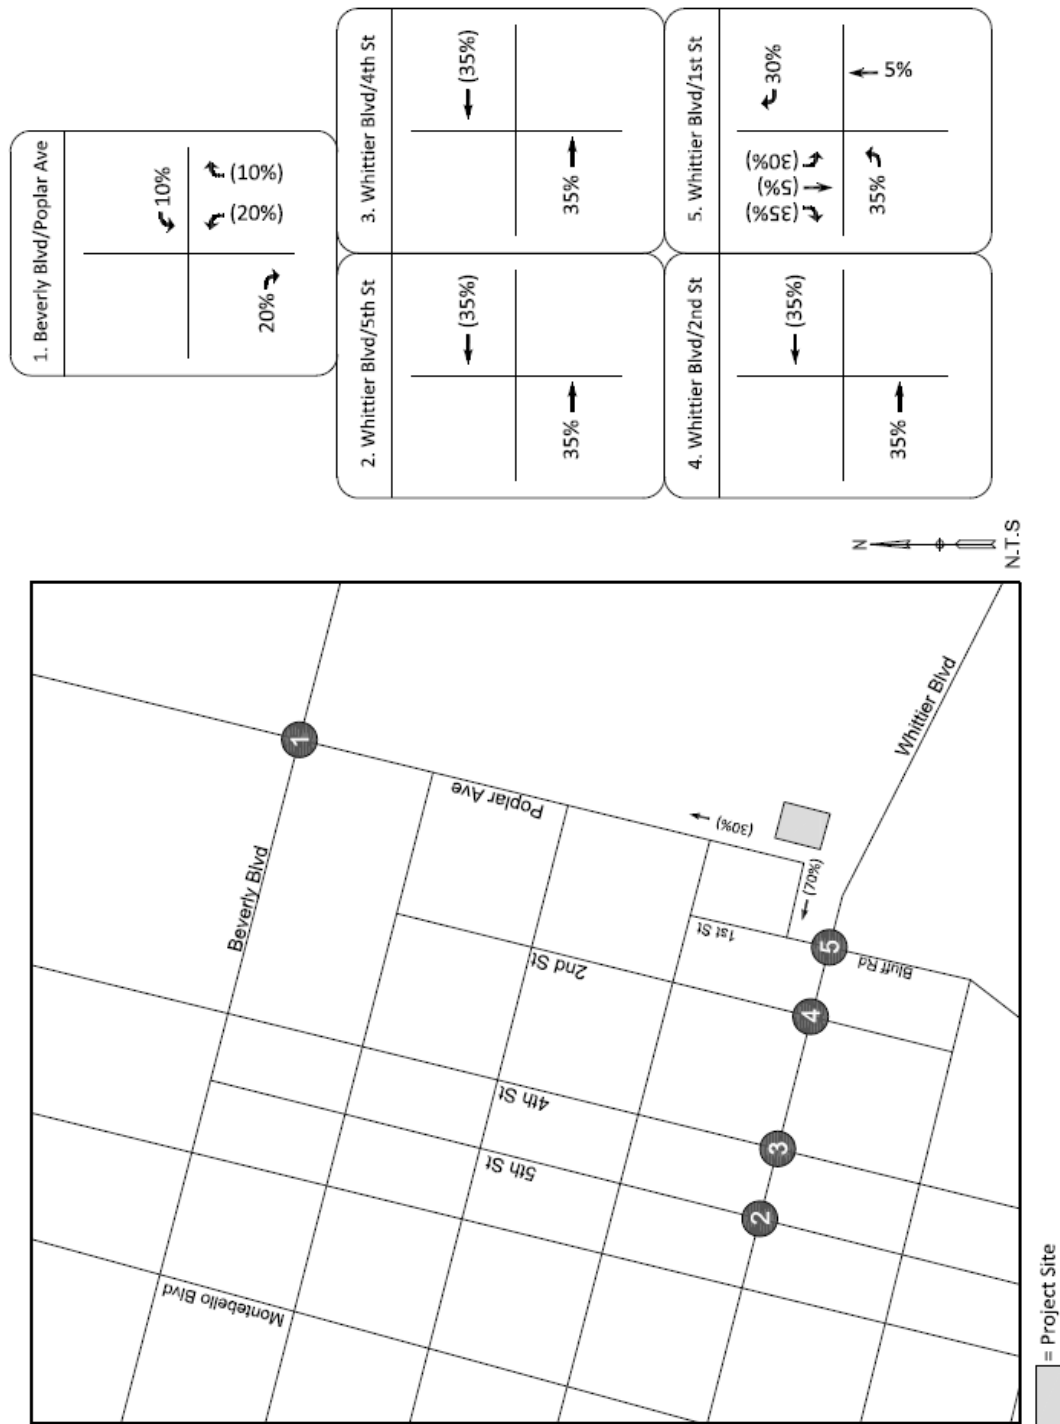 1. Beverly Blvd/Poplar Ave
10%
(10%)
(20%)
20%
2. Whittier Blvd/5th St
(35%)
35%
3. Whittier Blvd/4th St
(35%)
35%
4. Whittier Blvd/2nd St
(35%)
35%
5. Whittier Blvd/1st St
30%
5%
(30%)
(5%)
(35%)
35%
N
N.T.S
1
Beverly Blvd
Poplar Ave
(30%)
(70%)
Whittier Blvd
1st St
2nd St
4th St
5th St
Montebello Blvd
Bluff Rd
5
4
3
2
= Project Site